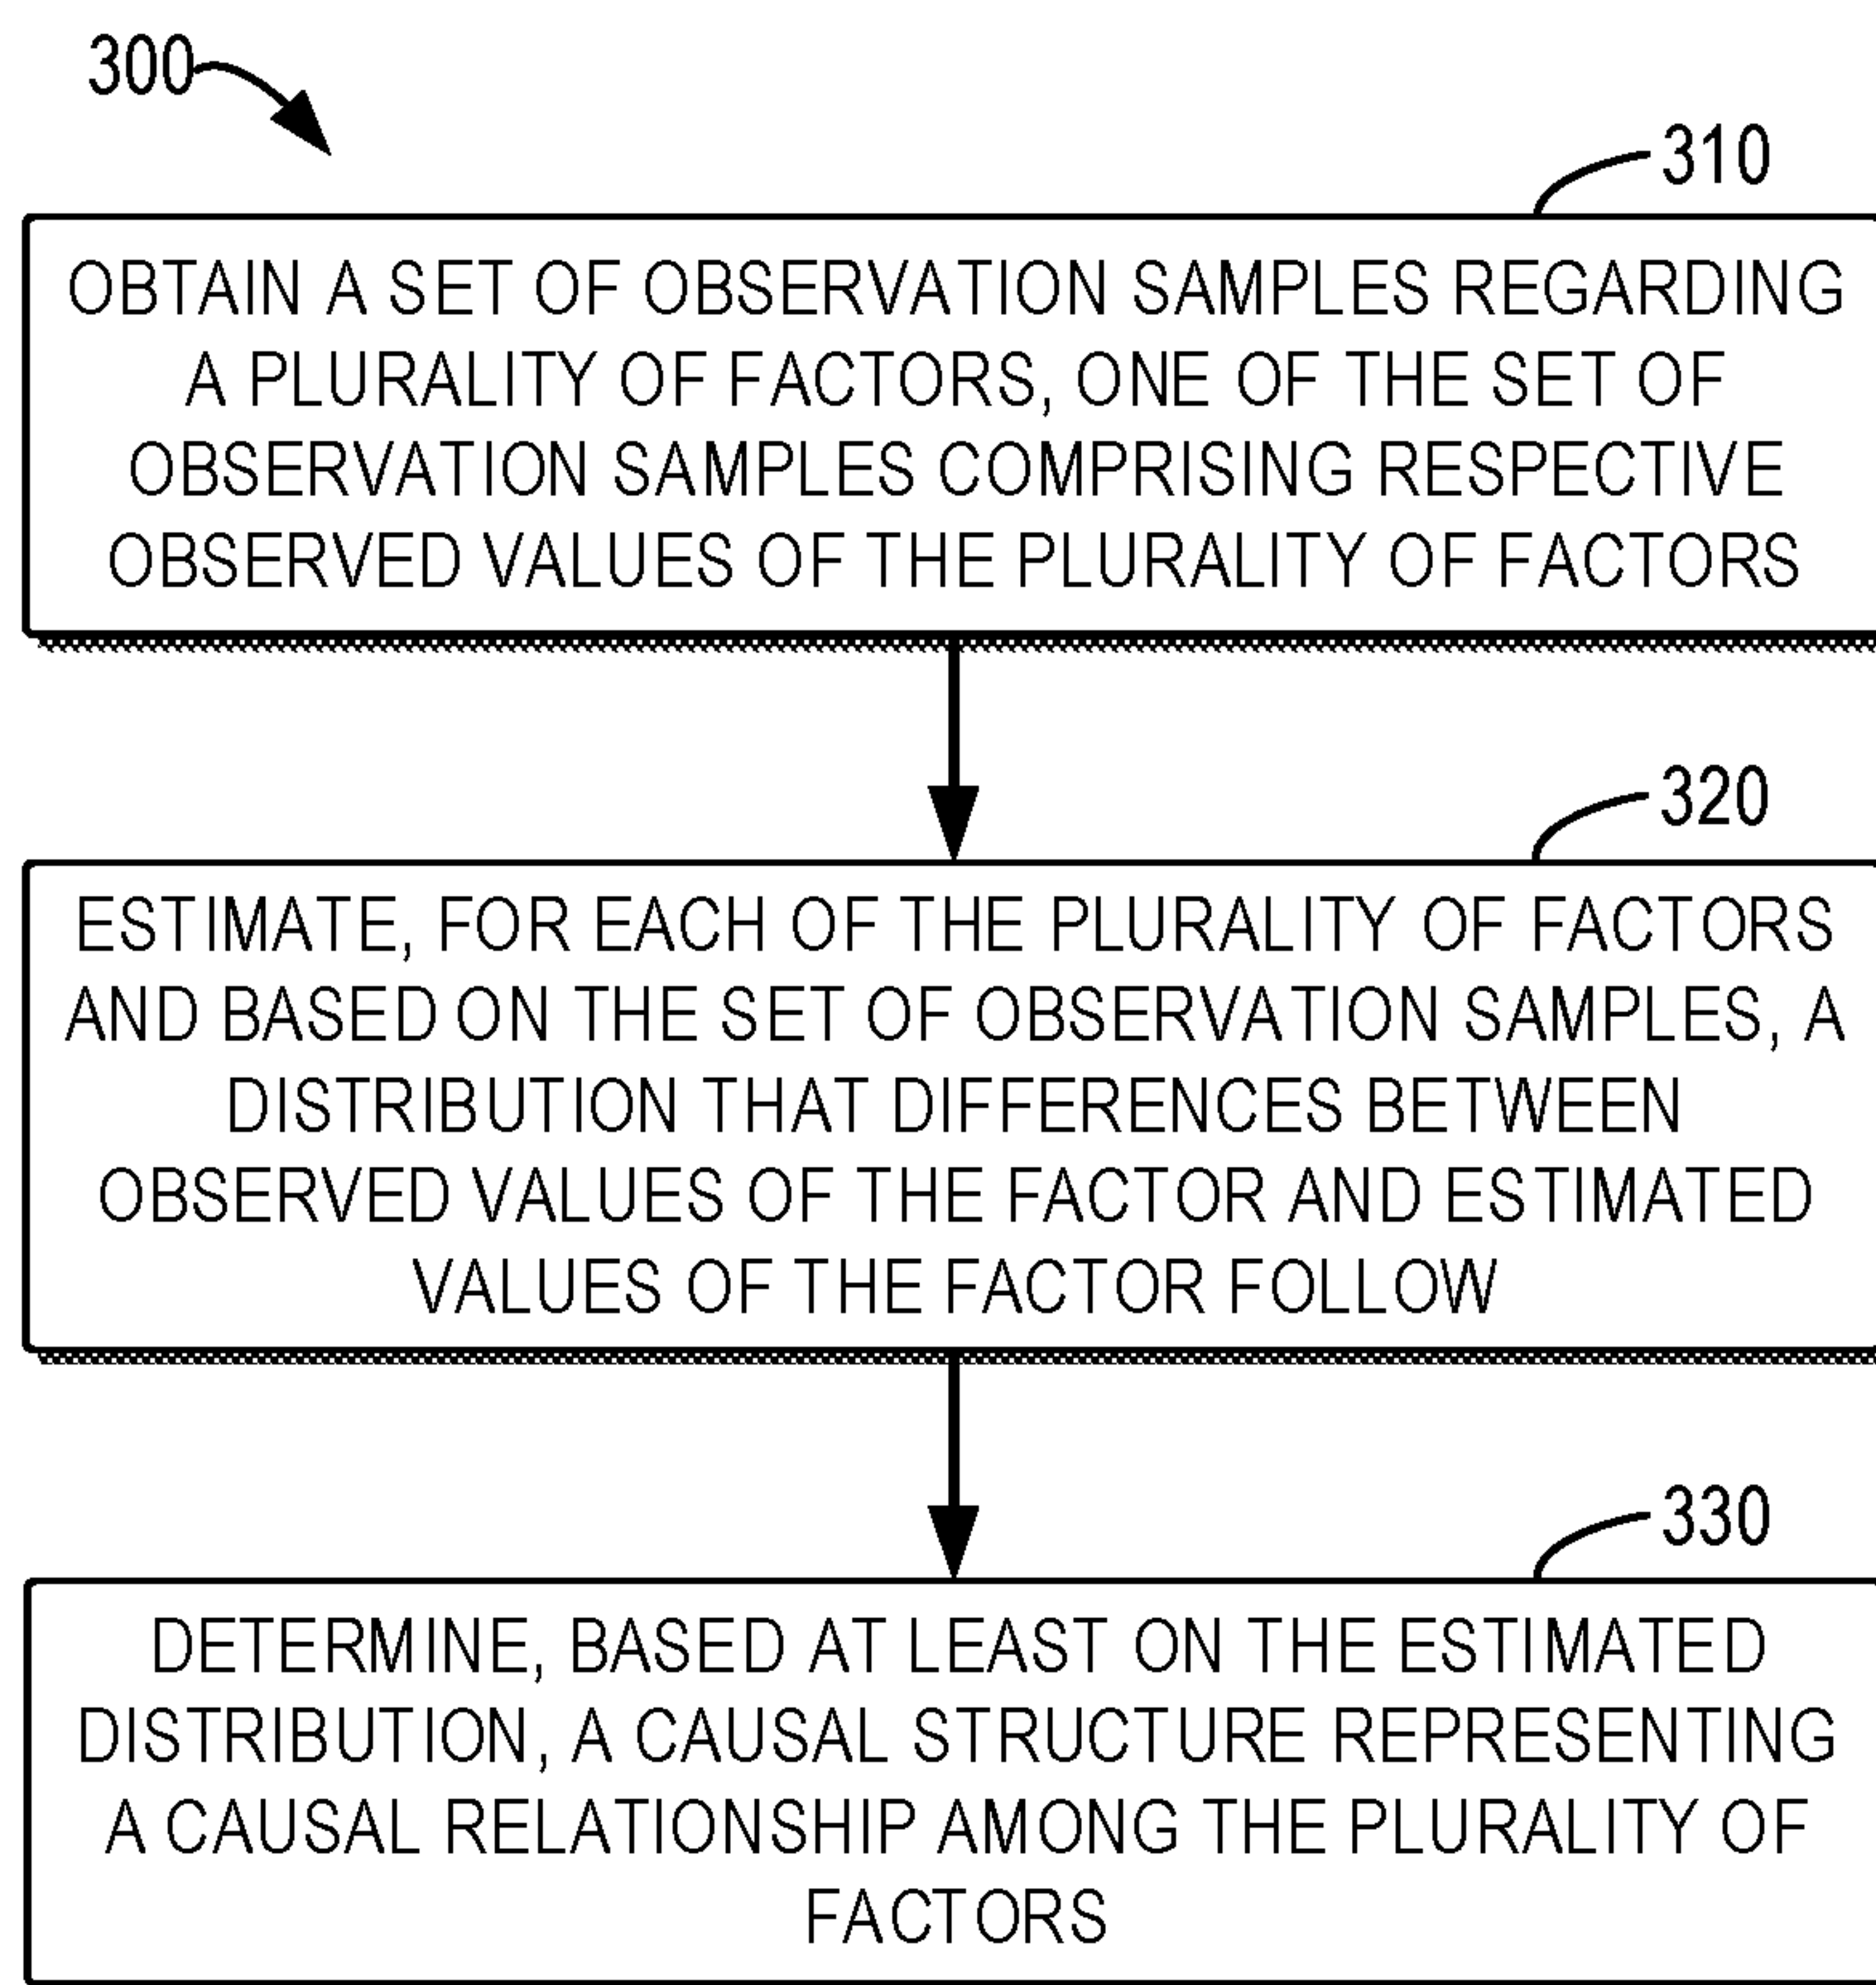 300
310
OBTAIN A SET OF OBSERVATION SAMPLES REGARDING
A PLURALITY OF FACTORS, ONE OF THE SET OF
OBSERVATION SAMPLES COMPRISING RESPECTIVE
OBSERVED VALUES OF THE PLURALITY OF FACTORS
320
ESTIMATE, FOR EACH OF THE PLURALITY OF FACTORS
AND BASED ON THE SET OF OBSERVATION SAMPLES, A
DISTRIBUTION THAT DIFFERENCES BETWEEN
OBSERVED VALUES OF THE FACTOR AND ESTIMATED
VALUES OF THE FACTOR FOLLOW
330
DETERMINE, BASED AT LEAST ON THE ESTIMATED
DISTRIBUTION, A CAUSAL STRUCTURE REPRESENTING
A CAUSAL RELATIONSHIP AMONG THE PLURALITY OF
FACTORS